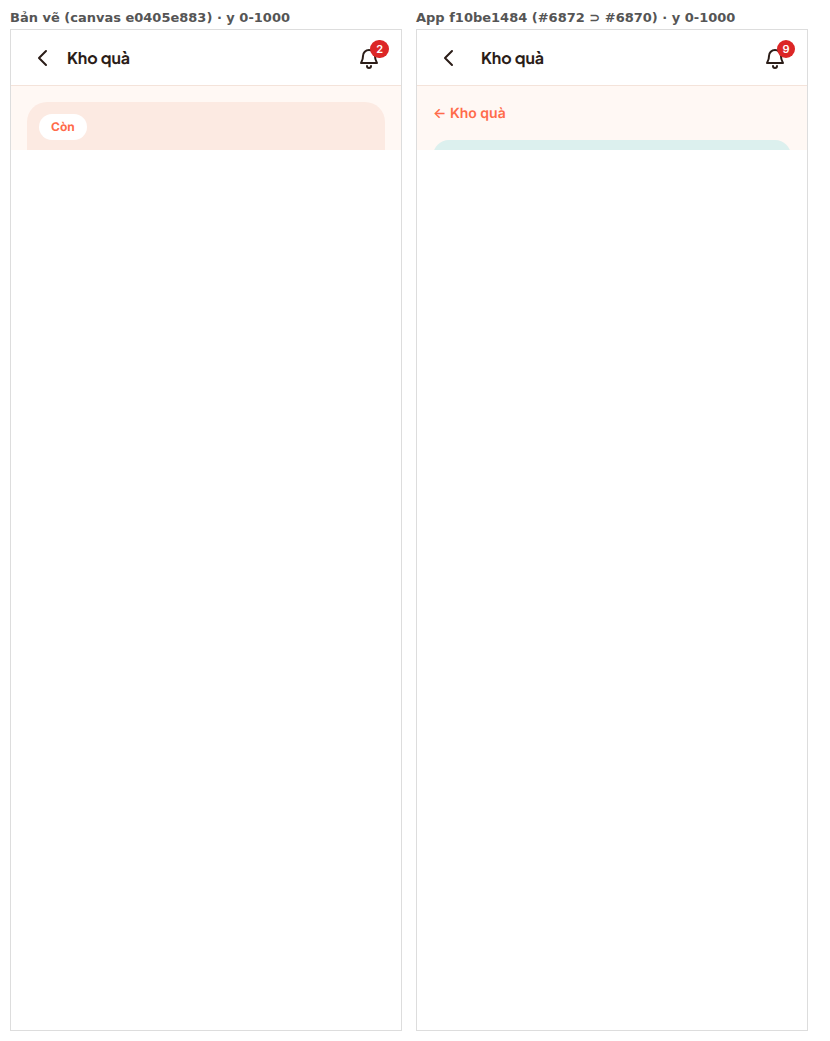 Bản vẽ (canvas e0405e883) · y 0-1000
Kho quà
2
Còn
App f10be1484 (#6872 ⊃ #6870) · y 0-1000
Kho quà
9
← Kho quà